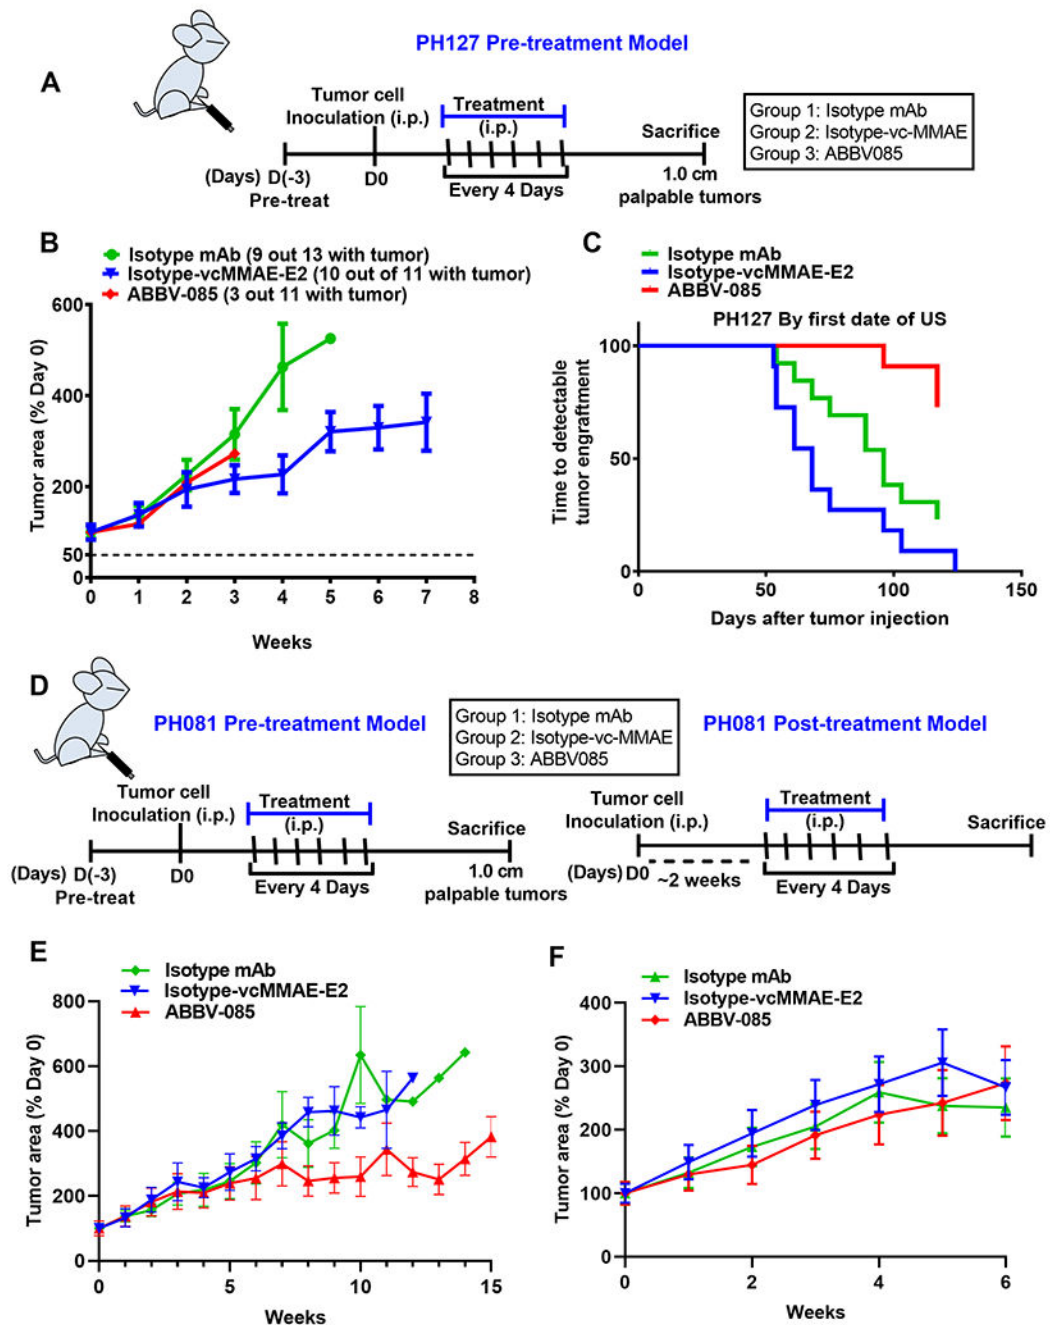 A
PH127 Pre-treatment Model
Tumor cell
Inoculation (i.p.)
Treatment
(i.p.)
Sacrifice
(Days) D(-3)
Pre-treat
D0
Every 4 Days
1.0 cm
palpable tumors
Group 1: Isotype mAb
Group 2: Isotype-vc-MMAE
Group 3: ABBV085
B
Isotype mAb (9 out 13 with tumor)
Isotype-vcMMAE-E2 (10 out of 11 with tumor)
ABBV-085 (3 out 11 with tumor)
Tumor area (% Day 0)
600
400
200
50
0
0 1 2 3 4 5 6 7 8
Weeks
C
Isotype mAb
Isotype-vcMMAE-E2
ABBV-085
PH127 By first date of US
Time to detectable
tumor engraftment
100
50
0
0 50 100 150
Days after tumor injection
D
PH081 Pre-treatment Model
Group 1: Isotype mAb
Group 2: Isotype-vc-MMAE
Group 3: ABBV085
PH081 Post-treatment Model
Tumor cell
Inoculation (i.p.)
Treatment
(i.p.)
Sacrifice
(Days) D(-3)
Pre-treat
D0
Every 4 Days
1.0 cm
palpable tumors
Tumor cell
Inoculation (i.p.)
Treatment
(i.p.)
Sacrifice
(Days) D0
~2 weeks
Every 4 Days
E
Isotype mAb
Isotype-vcMMAE-E2
ABBV-085
Tumor area (% Day 0)
800
600
400
200
0
0 5 10 15
Weeks
F
Isotype mAb
Isotype-vcMMAE-E2
ABBV-085
Tumor area (% Day 0)
400
300
200
100
0
0 2 4 6
Weeks